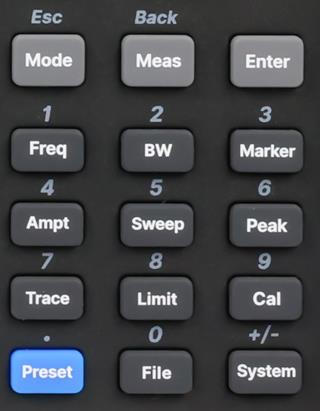 Esc Back
Mode Meas Enter
1 2 3
Freq BW Marker
4 5 6
Ampt Sweep Peak
7 8 9
Trace Limit Cal
. 0 +/-
Preset File System